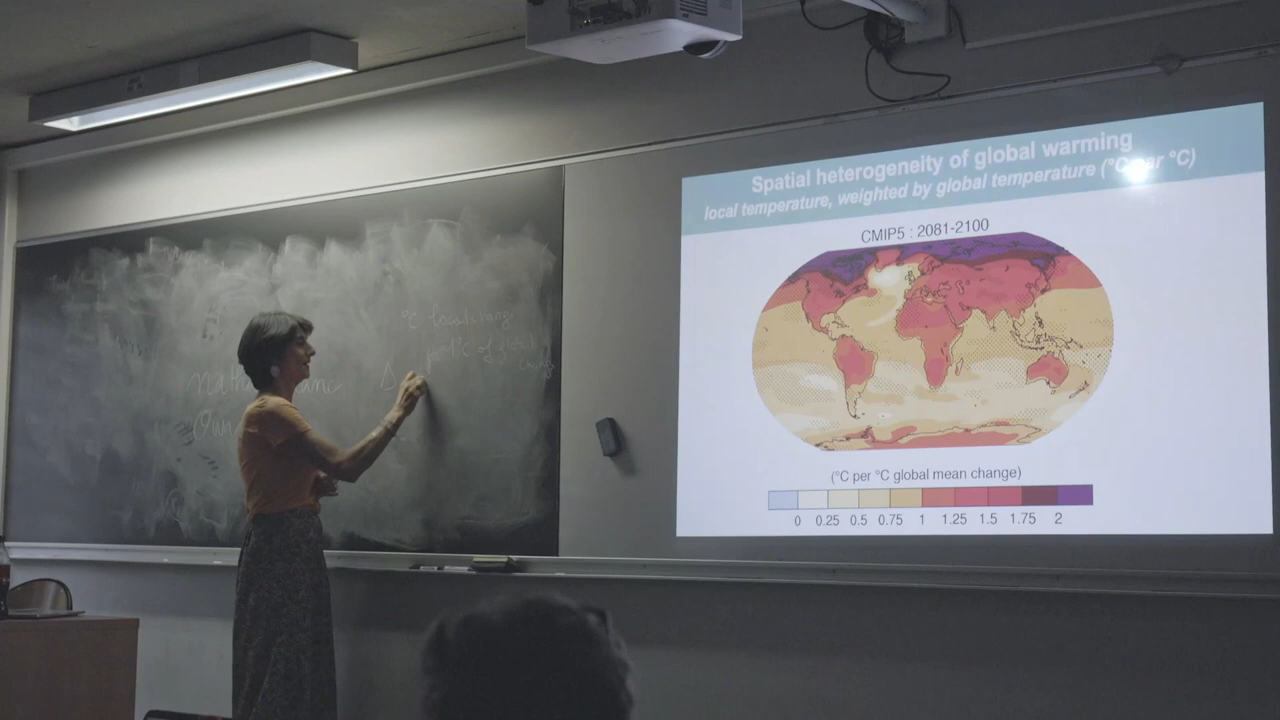 Spatial heterogeneity of global warming
local temperature, weighted by global temperature (°C per °C)
CMIP5 : 2081-2100
(°C per °C global mean change)
0 0.25 0.5 0.75 1 1.25 1.5 1.75 2
°C local change
per 1°C of global
Δ